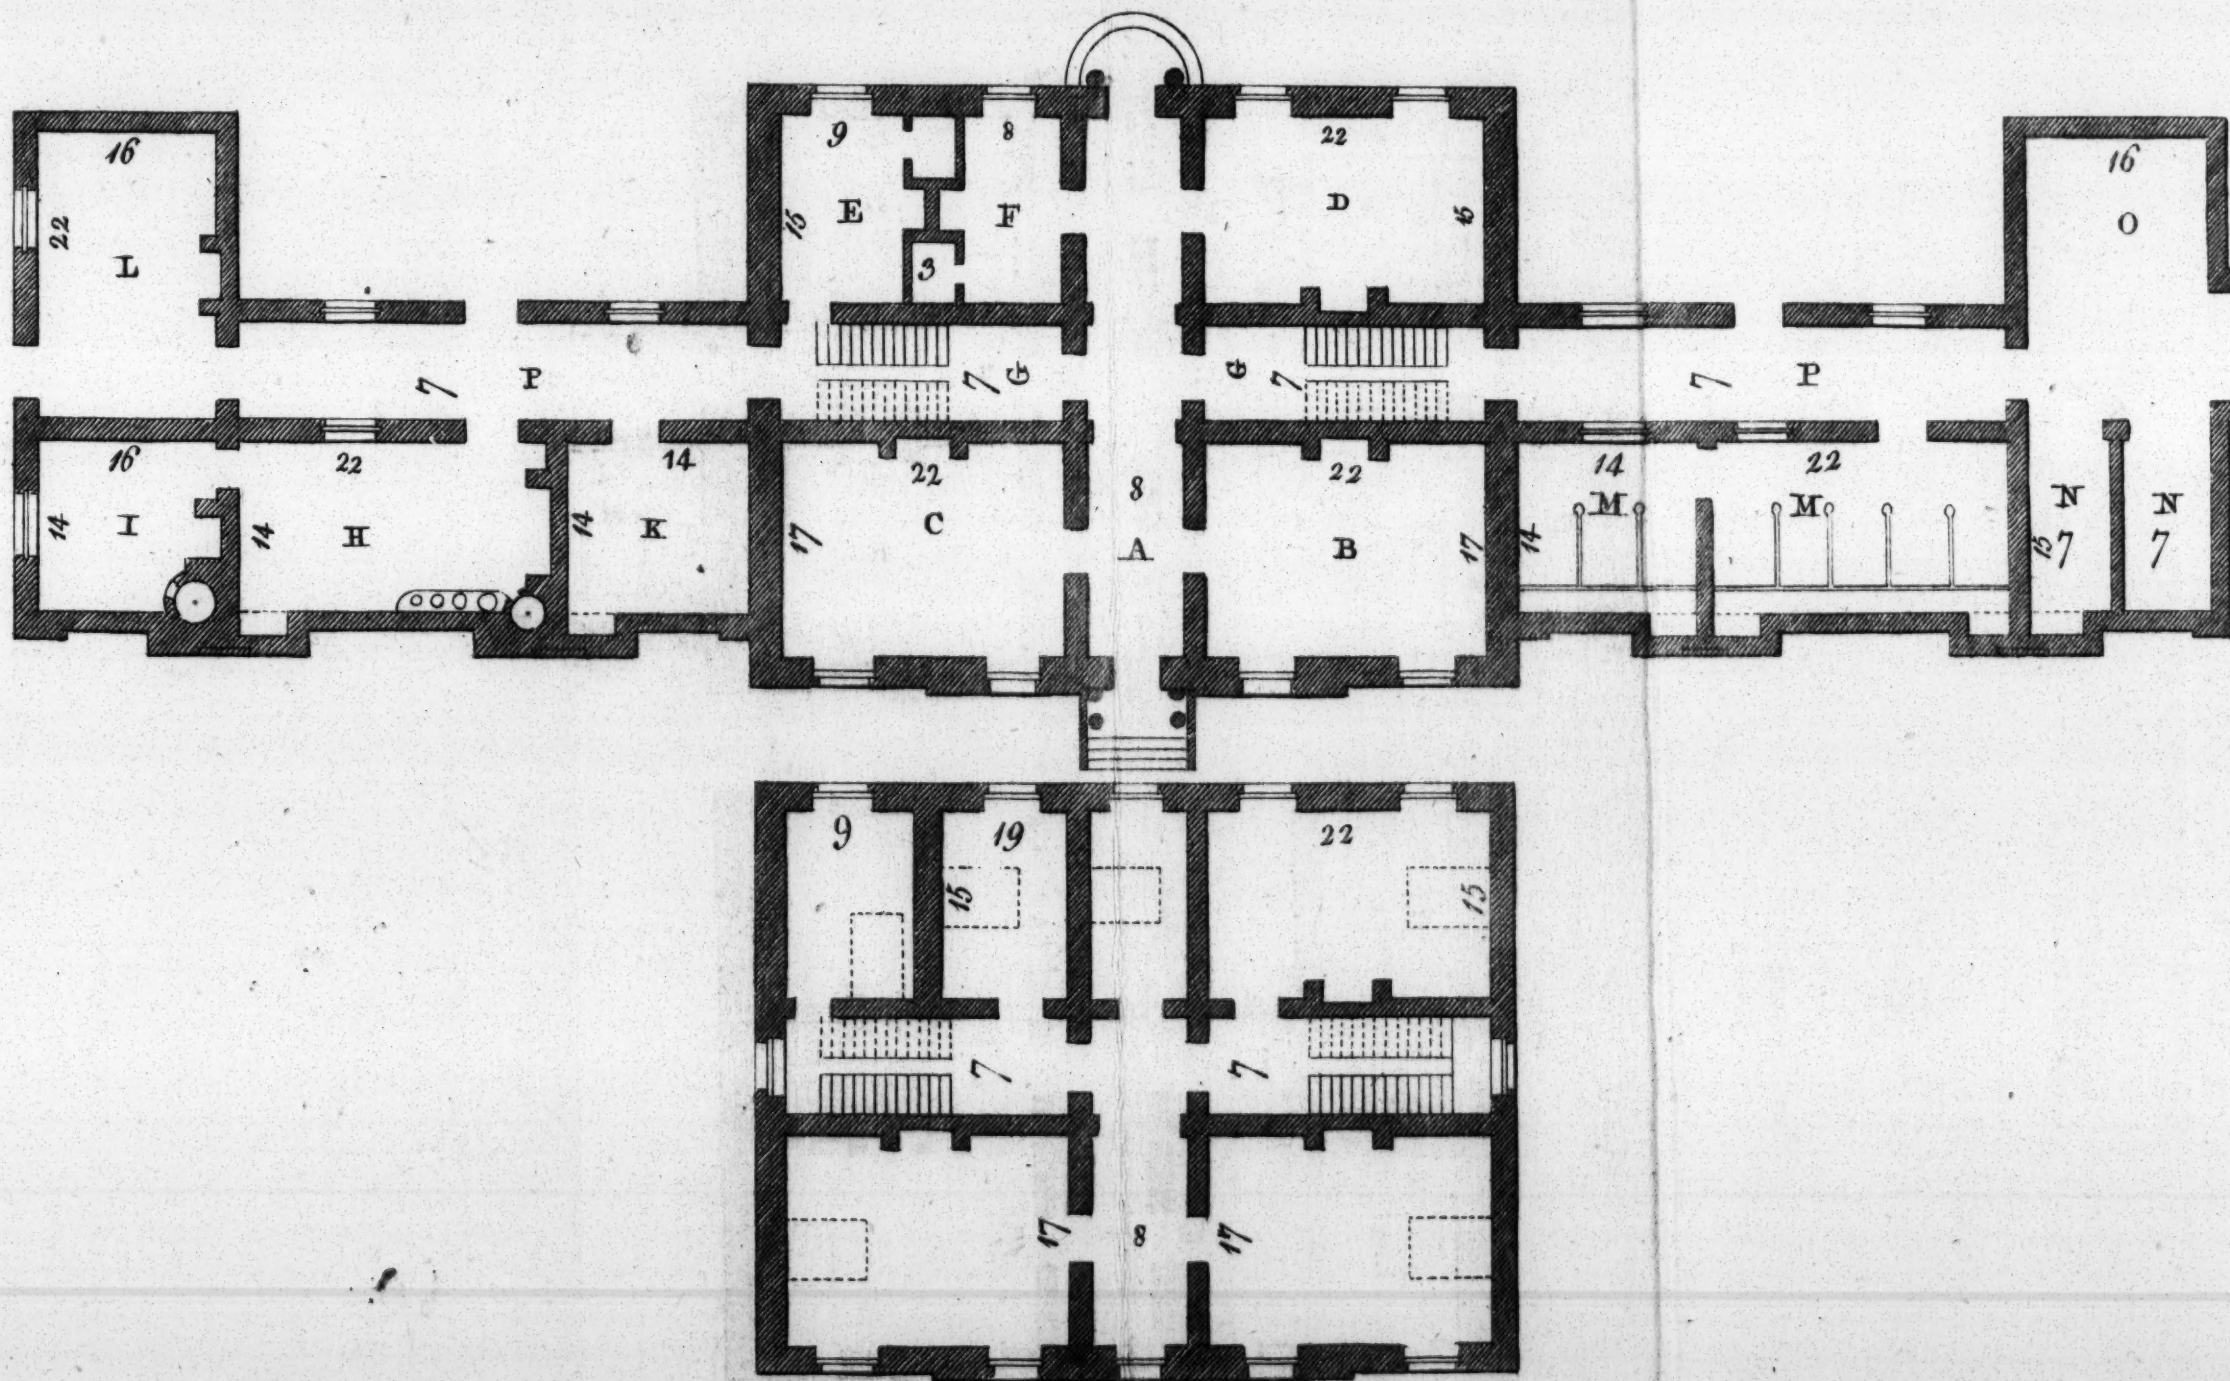 16 9 8 22 16
22 L 15 E F D 15 O
3
7 P 7 G G 7 7 P
16 22 14 22 22 14 22
14 I 14 H 14 K 17 C 8 B 17 14 M M N N
A 15 7 7
9 19 22
15 15
7 7
17 8 17